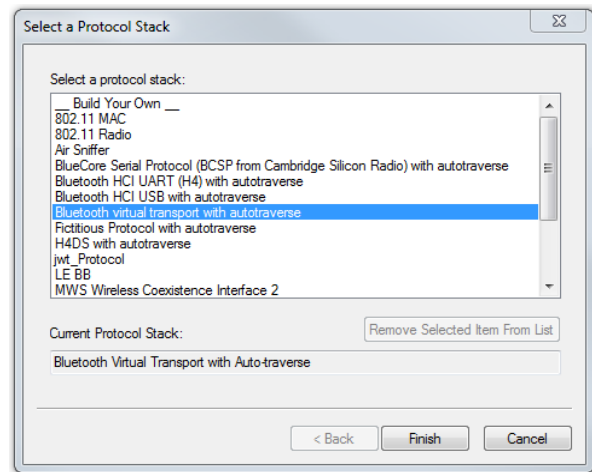 Select a Protocol Stack
Select a protocol stack:
__ Build Your Own __
802.11 MAC
802.11 Radio
Air Sniffer
BlueCore Serial Protocol (BCSP from Cambridge Silicon Radio) with autotraverse
Bluetooth HCI UART (H4) with autotraverse
Bluetooth HCI USB with autotraverse
Bluetooth virtual transport with autotraverse
Fictitious Protocol with autotraverse
H4DS with autotraverse
jwt_Protocol
LE BB
MWS Wireless Coexistence Interface 2
Current Protocol Stack:
Remove Selected Item From List
Bluetooth Virtual Transport with Auto-traverse
< Back
Finish
Cancel